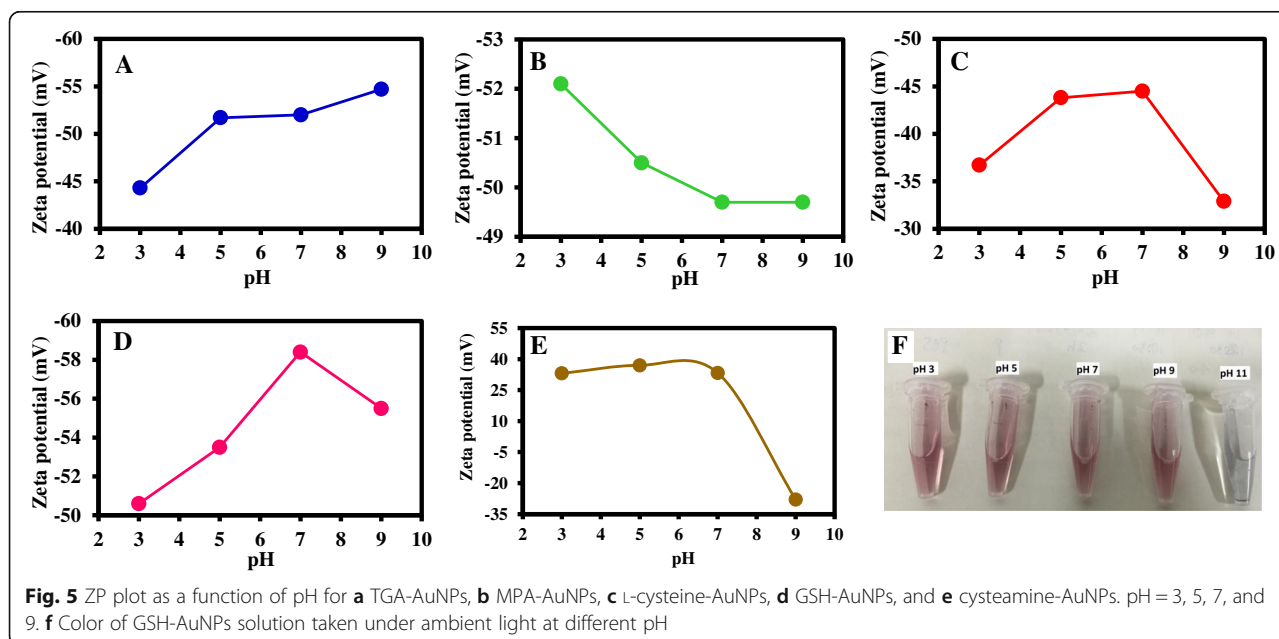 A
Zeta potential (mV)
-60
-55
-50
-45
-40
2 3 4 5 6 7 8 9 10
pH
B
Zeta potential (mV)
-53
-52
-51
-50
-49
2 3 4 5 6 7 8 9 10
pH
C
Zeta potential (mV)
-50
-45
-40
-35
-30
2 3 4 5 6 7 8 9 10
pH
D
Zeta potential (mV)
-60
-58
-56
-54
-52
-50
2 3 4 5 6 7 8 9 10
pH
E
Zeta potential (mV)
55
40
25
10
-5
-20
-35
2 3 4 5 6 7 8 9 10
pH
F
pH 3 pH 5 pH 7 pH 9 pH 11
Fig. 5 ZP plot as a function of pH for a TGA-AuNPs, b MPA-AuNPs, c L-cysteine-AuNPs, d GSH-AuNPs, and e cysteamine-AuNPs. pH = 3, 5, 7, and
9. f Color of GSH-AuNPs solution taken under ambient light at different pH